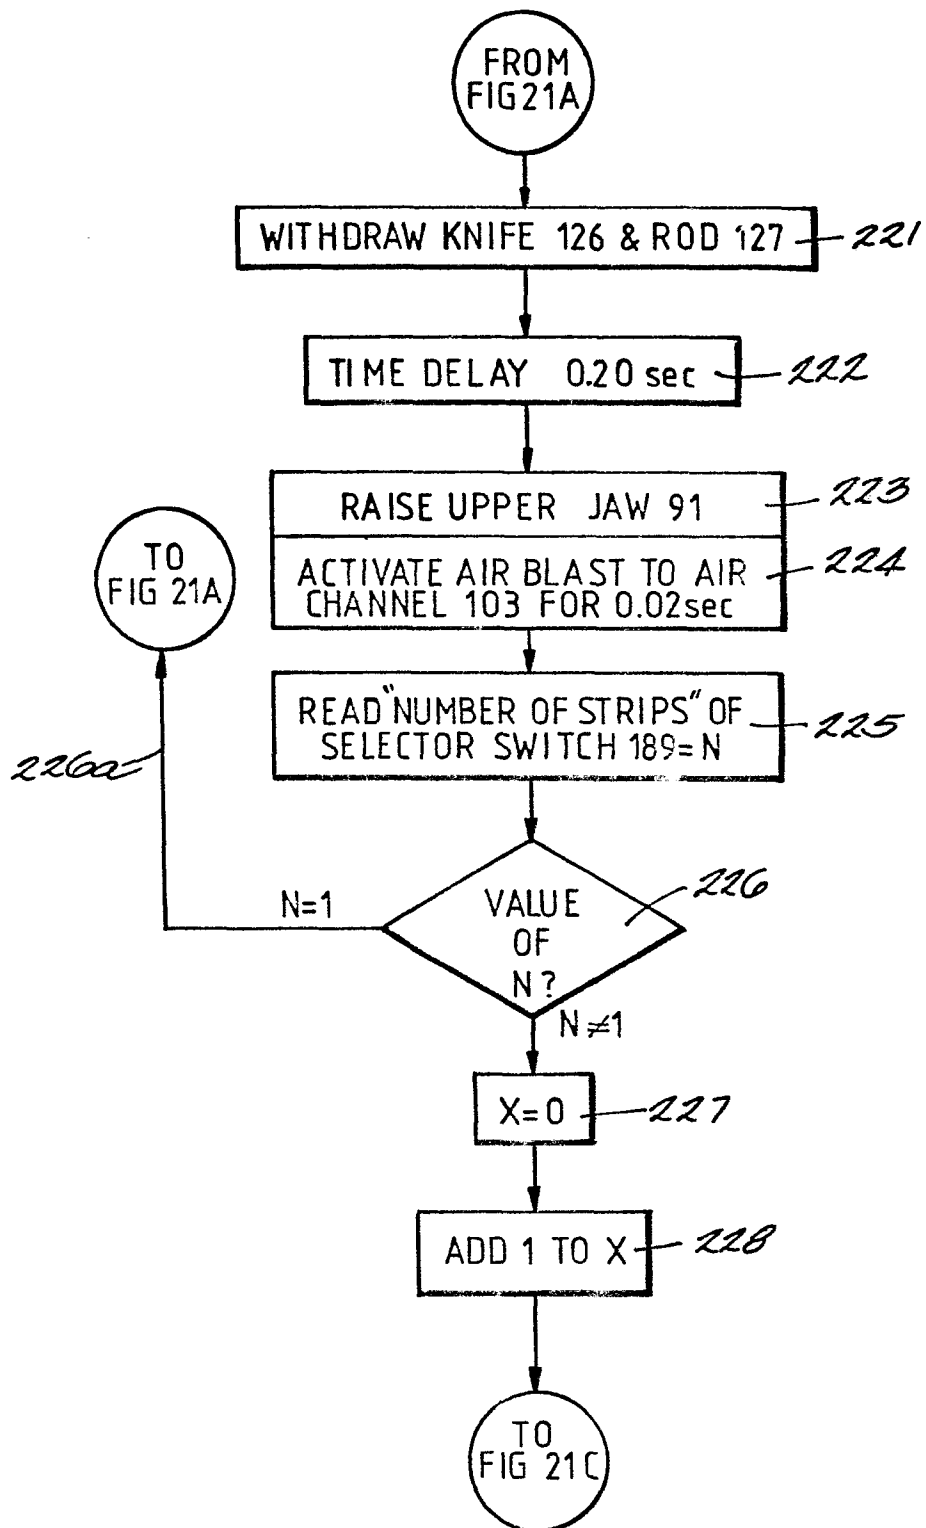 FROM
FIG 21A
WITHDRAW KNIFE 126 & ROD 127
221
TIME DELAY 0.20 sec
222
RAISE UPPER JAW 91
223
ACTIVATE AIR BLAST TO AIR
CHANNEL 103 FOR 0.02sec
224
TO
FIG 21A
READ "NUMBER OF STRIPS" OF
SELECTOR SWITCH 189=N
225
226a
VALUE
OF
N?
226
N=1
N≠1
X=0
227
ADD 1 TO X
228
TO
FIG 21C